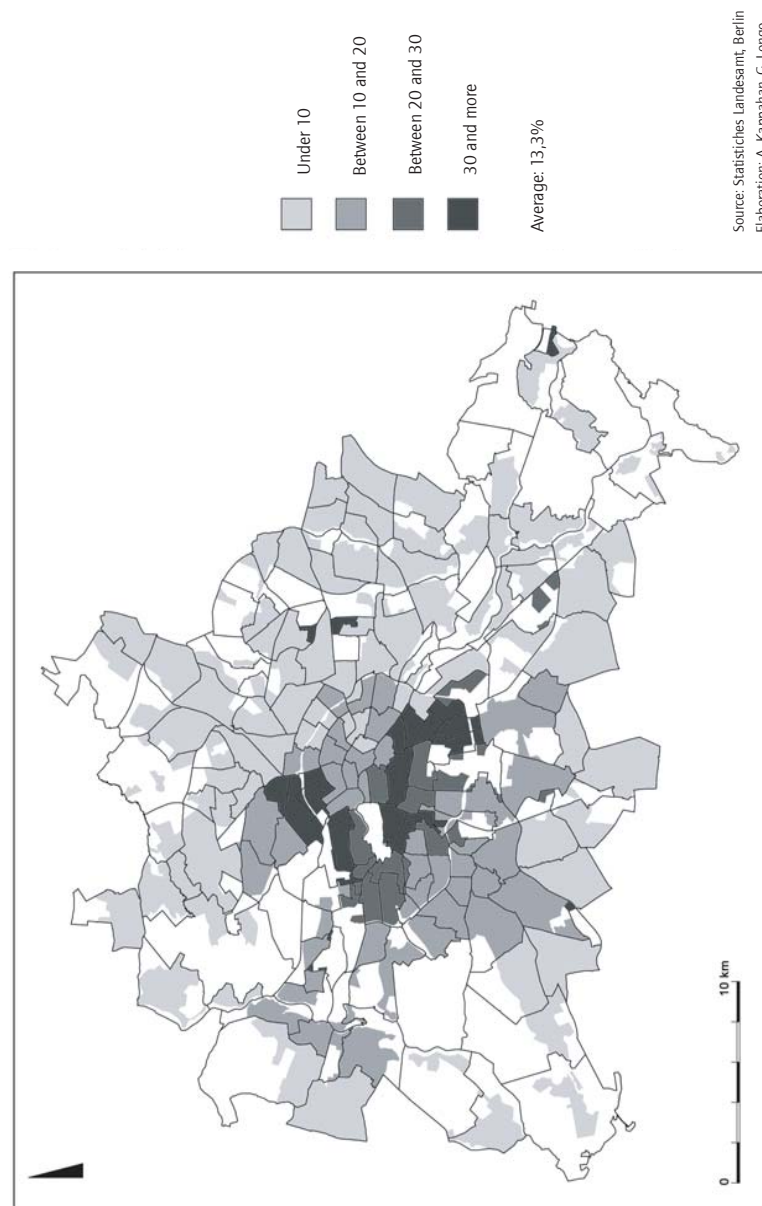 Under 10
Between 10 and 20
Between 20 and 30
30 and more
Average: 13,3%
Source: Statistiches Landesamt, Berlin
0
10 km